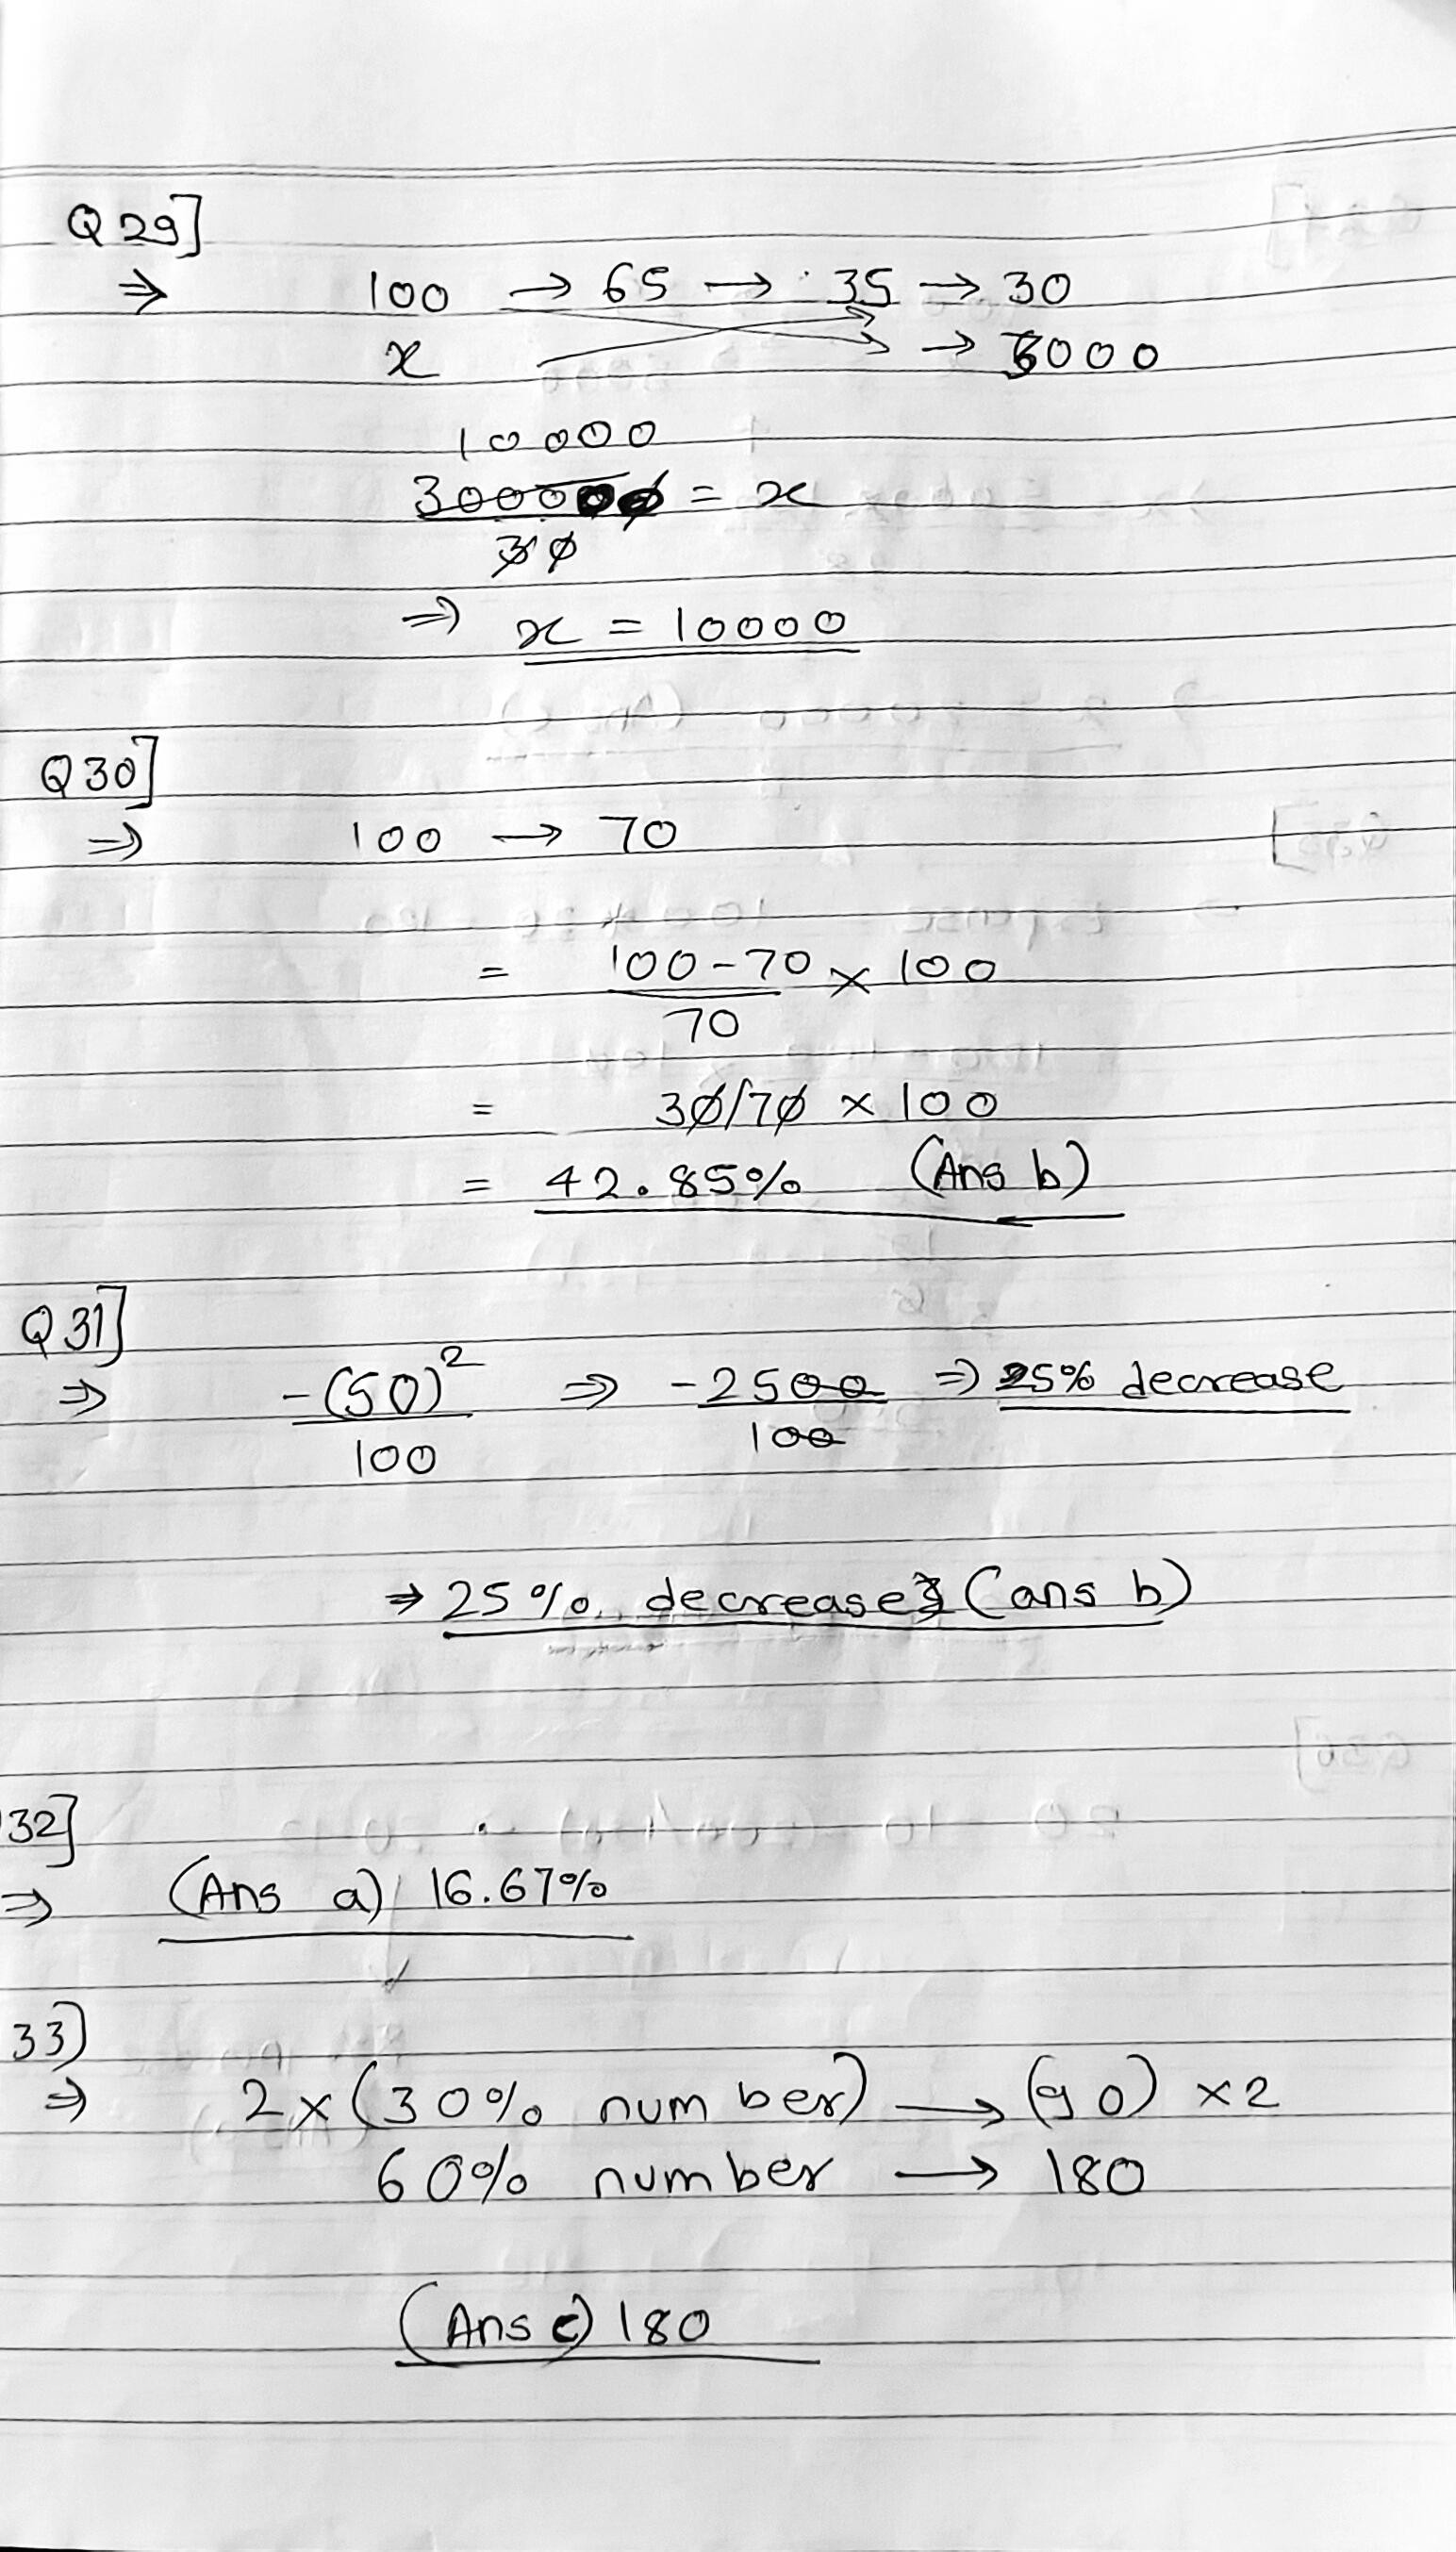 Q 29]
⇒ 100 → 65 → 35 → 30
x → 3000
10000
300000 = x
30
⇒ x = 10000
Q 30]
⇒ 100 → 70
= 100-70 × 100
70
= 30/70 × 100
= 42.85% (Ans b)
Q 31]
⇒ -(50)² ⇒ -2500 ⇒ 25% decrease
100 100
⇒ 25% decrease (ans b)
32]
⇒ (Ans a) 16.67%
33)
⇒ 2×(30% number) → (90) ×2
60% number → 180
(Ans c) 180